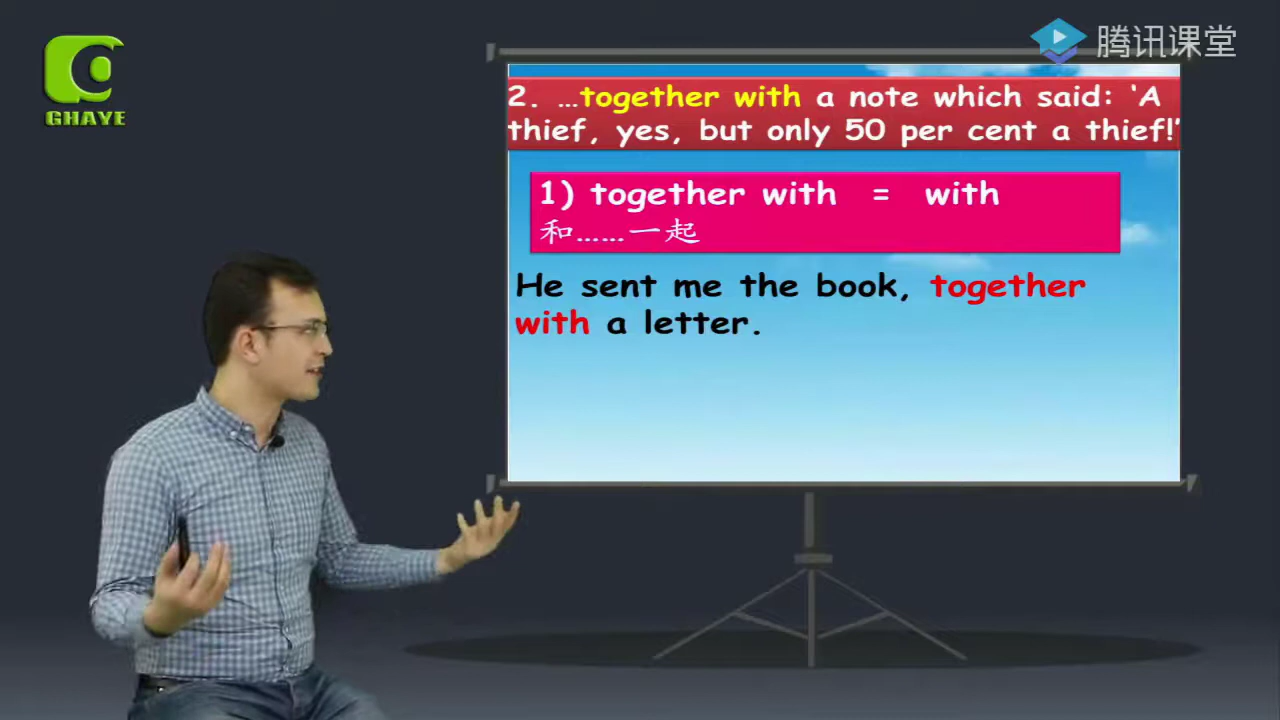 GHAYE
腾讯课堂
2. …together with a note which said: ‘A
thief, yes, but only 50 per cent a thief!’
1) together with = with
和……一起
He sent me the book, together
with a letter.